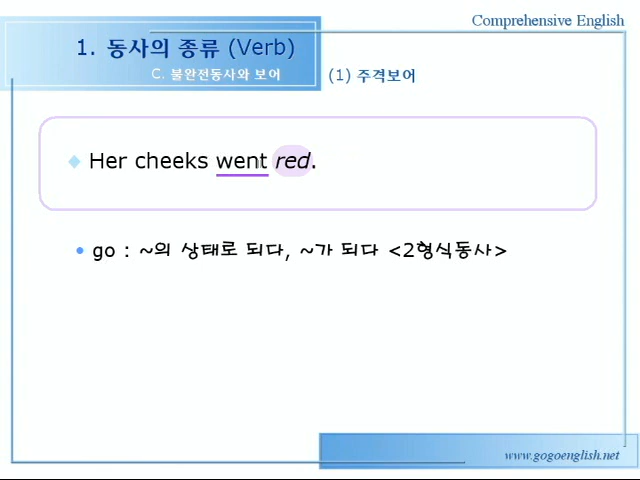 Comprehensive English
1. 동사의 종류 (Verb)
C. 불완전동사와 보어
(1) 주격보어
Her cheeks went red.
go : ~의 상태로 되다, ~가 되다 <2형식동사>
www.gogoenglish.net